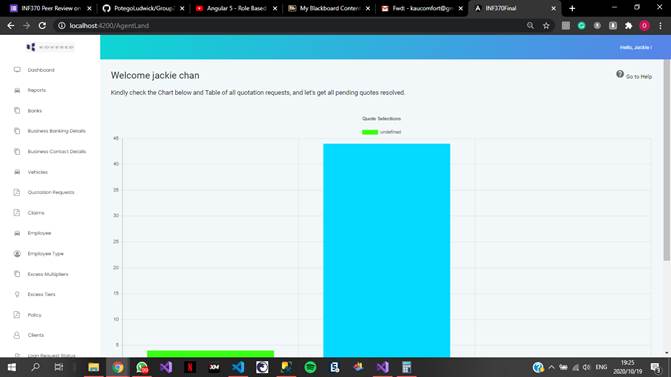 INF370 Peer Review on
PotegoLudwick/Group
Angular 5 - Role Based
My Blackboard Content
Fwd: - kaucomfort@gm
INF370Final
localhost:4200/AgentLand
Hello, Jackie !
Dashboard
Reports
Banks
Business Banking Details
Business Contact Details
Vehicles
Quotation Requests
Claims
Employee
Employee Type
Excess Multipliers
Excess Tiers
Policy
Clients
Loan Request Status
Welcome jackie chan
Go to Help
Kindly check the Chart below and Table of all quotation requests, and let's get all pending quotes resolved.
Quote Selections
undefined
45
40
35
30
25
20
15
10
5
ENG
19:25
2020/10/19